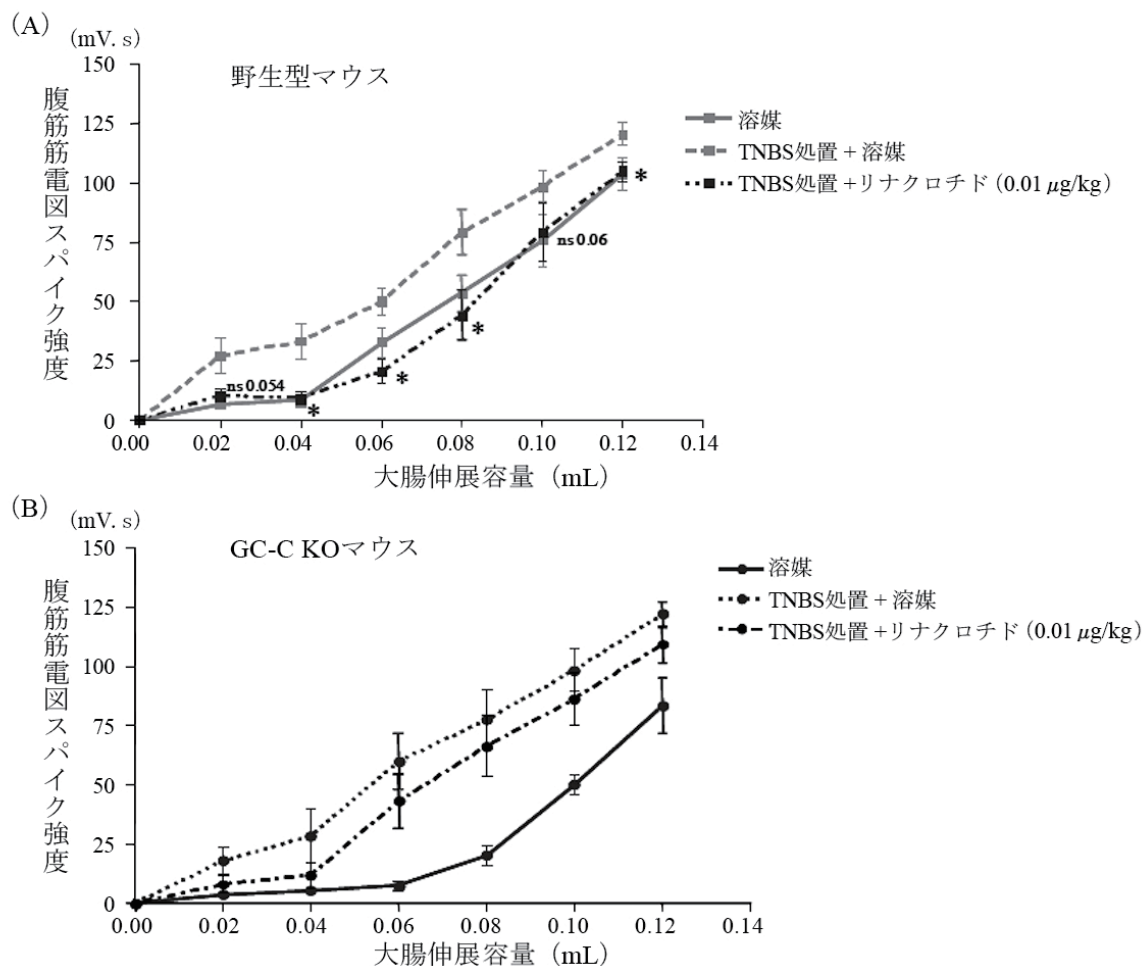 (A)
(mV. s)
150
125
100
75
50
25
0
腹筋筋電図スパイク強度
野生型マウス
溶媒
TNBS処置 + 溶媒
TNBS処置 +リナクロチド (0.01 μg/kg)
ns 0.054
*
*
*
ns 0.06
*
0.00 0.02 0.04 0.06 0.08 0.10 0.12 0.14
大腸伸展容量 (mL)
(B)
(mV. s)
150
125
100
75
50
25
0
腹筋筋電図スパイク強度
GC-C KOマウス
溶媒
TNBS処置 + 溶媒
TNBS処置 +リナクロチド (0.01 μg/kg)
0.00 0.02 0.04 0.06 0.08 0.10 0.12 0.14
大腸伸展容量 (mL)